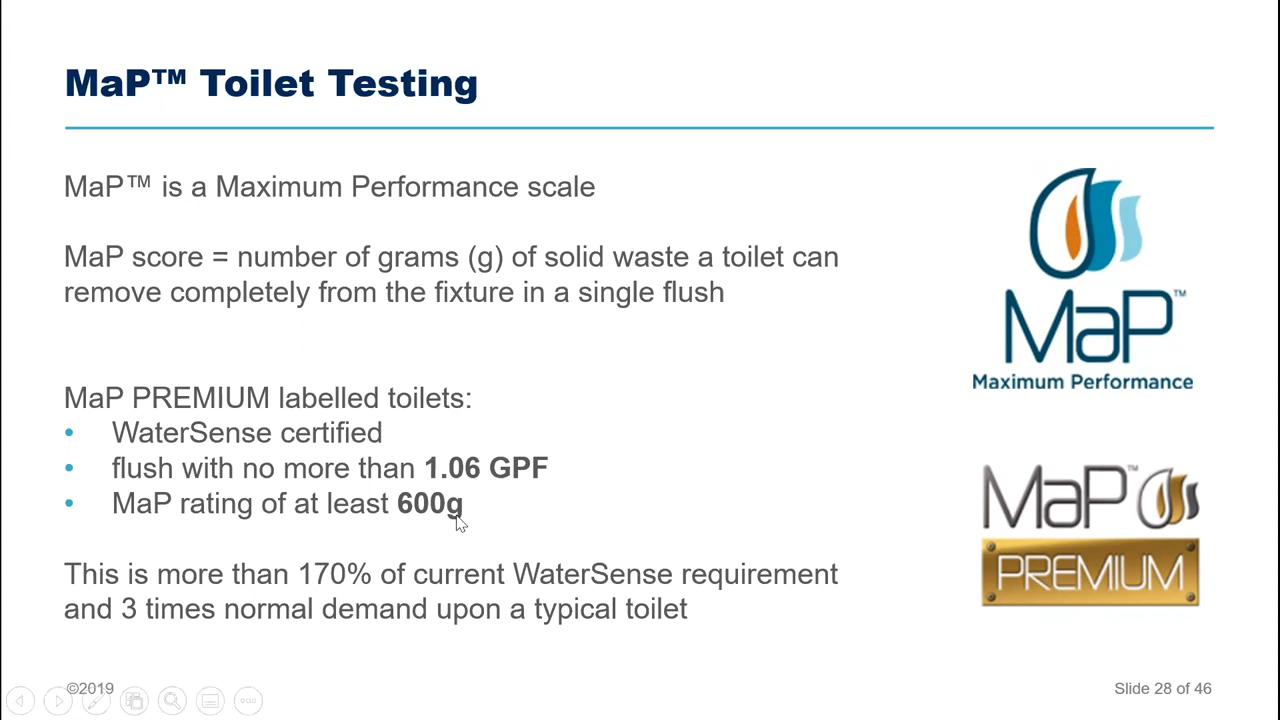 MaP™ Toilet Testing
MaP™ is a Maximum Performance scale
MaP score = number of grams (g) of solid waste a toilet can
remove completely from the fixture in a single flush
MaP™
Maximum Performance
MaP PREMIUM labelled toilets:
• WaterSense certified
• flush with no more than 1.06 GPF
• MaP rating of at least 600g
MaP™
PREMIUM
This is more than 170% of current WaterSense requirement
and 3 times normal demand upon a typical toilet
©2019
Slide 28 of 46